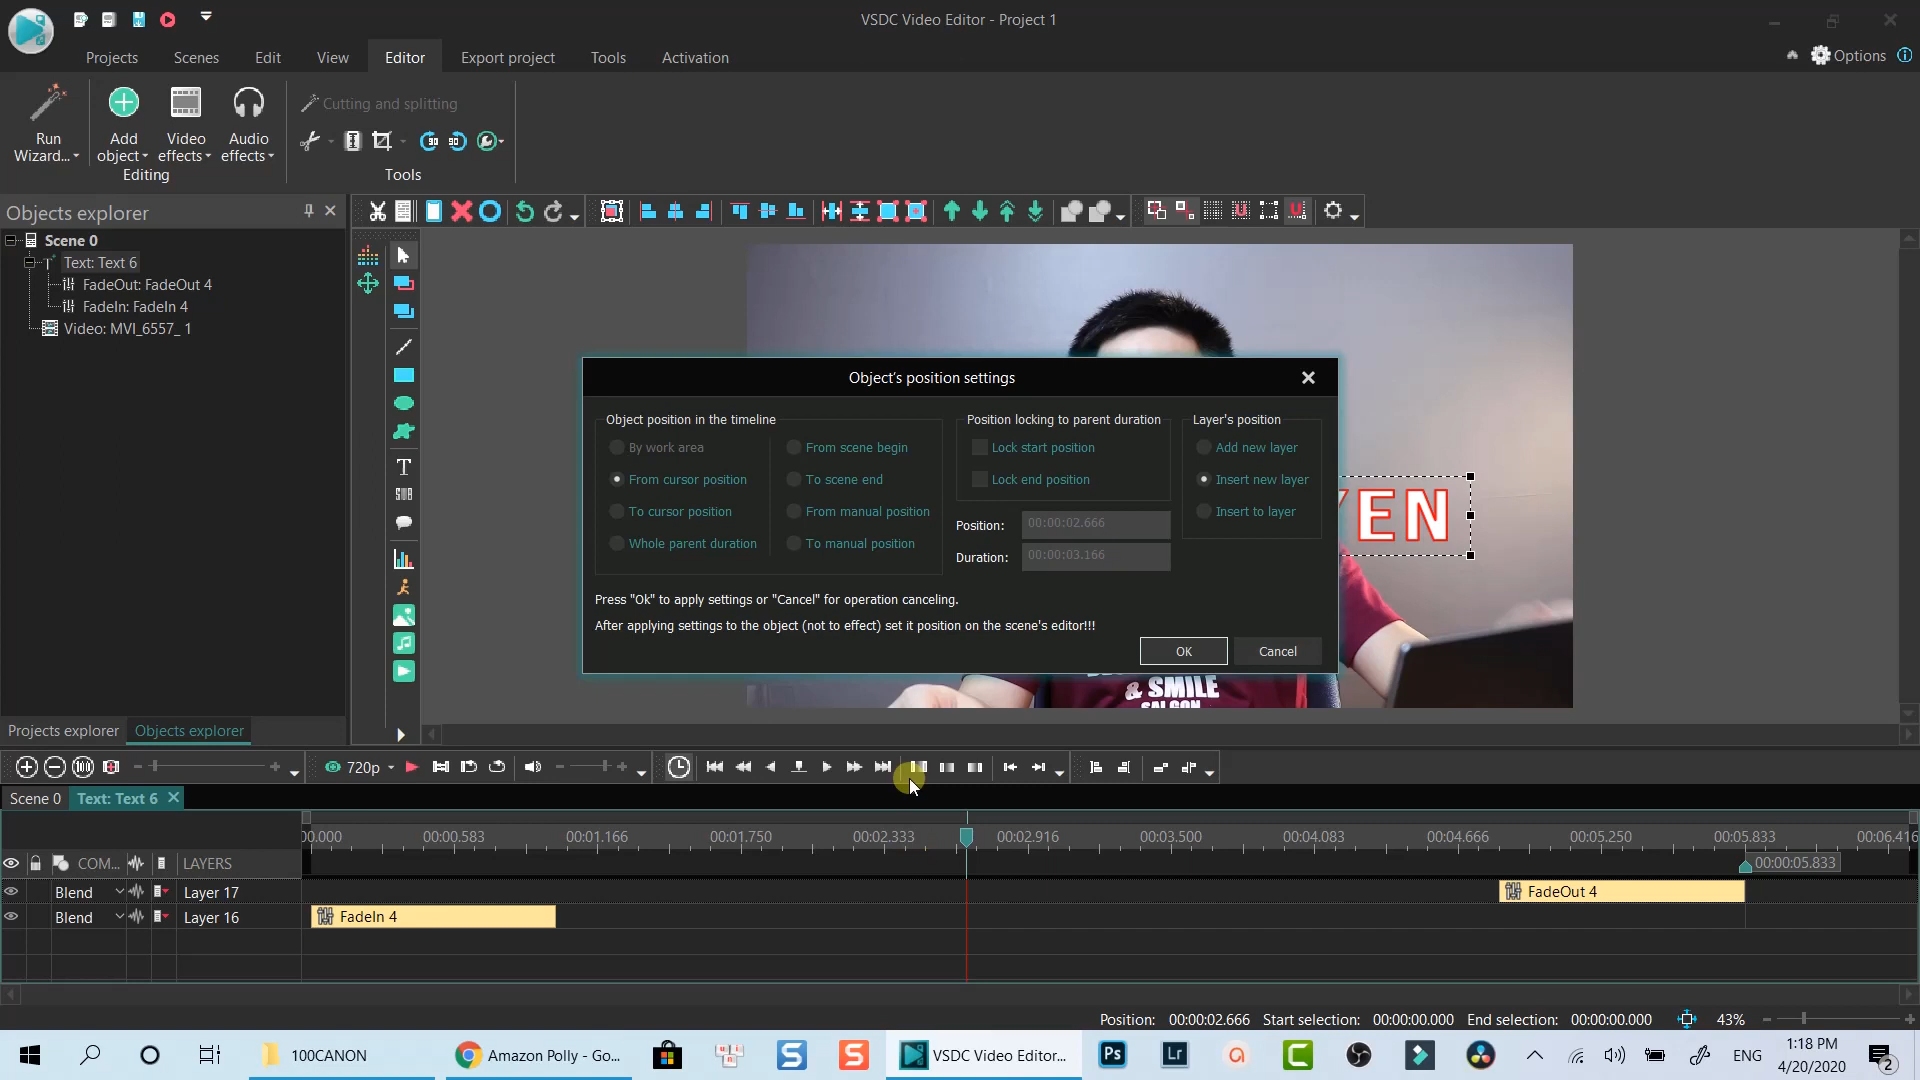 VSDC Video Editor - Project 1
Projects
Scenes
Edit
View
Editor
Export project
Tools
Activation
Options
Run
Wizard...
Add
object
Video
effects
Audio
effects
Editing
Cutting and splitting
Tools
Objects explorer
Scene 0
Text: Text 6
FadeOut: FadeOut 4
FadeIn: FadeIn 4
Video: MVI_6557_ 1
Projects explorer
Objects explorer
Object's position settings
Object position in the timeline
By work area
From cursor position
To cursor position
Whole parent duration
From scene begin
To scene end
From manual position
To manual position
Position locking to parent duration
Lock start position
Lock end position
Position: 00:00:02.666
Duration: 00:00:03.166
Layer's position
Add new layer
Insert new layer
Insert to layer
Press "Ok" to apply settings or "Cancel" for operation canceling.
After applying settings to the object (not to effect) set it position on the scene's editor!!!
OK
Cancel
YEN
& SMILE
SAIGON
720p
Scene 0
Text: Text 6
00.000
00:00.583
00:01.166
00:01.750
00:02.333
00:02.916
00:03.500
00:04.083
00:04.666
00:05.250
00:05.833
00:06.416
COM...
LAYERS
00:00:05.833
Blend
Layer 17
FadeOut 4
Blend
Layer 16
FadeIn 4
Position: 00:00:02.666 Start selection: 00:00:00.000 End selection: 00:00:00.000 43%
100CANON
Amazon Polly - Go...
VSDC Video Editor...
Ps
Lr
ENG
1:18 PM
4/20/2020
2